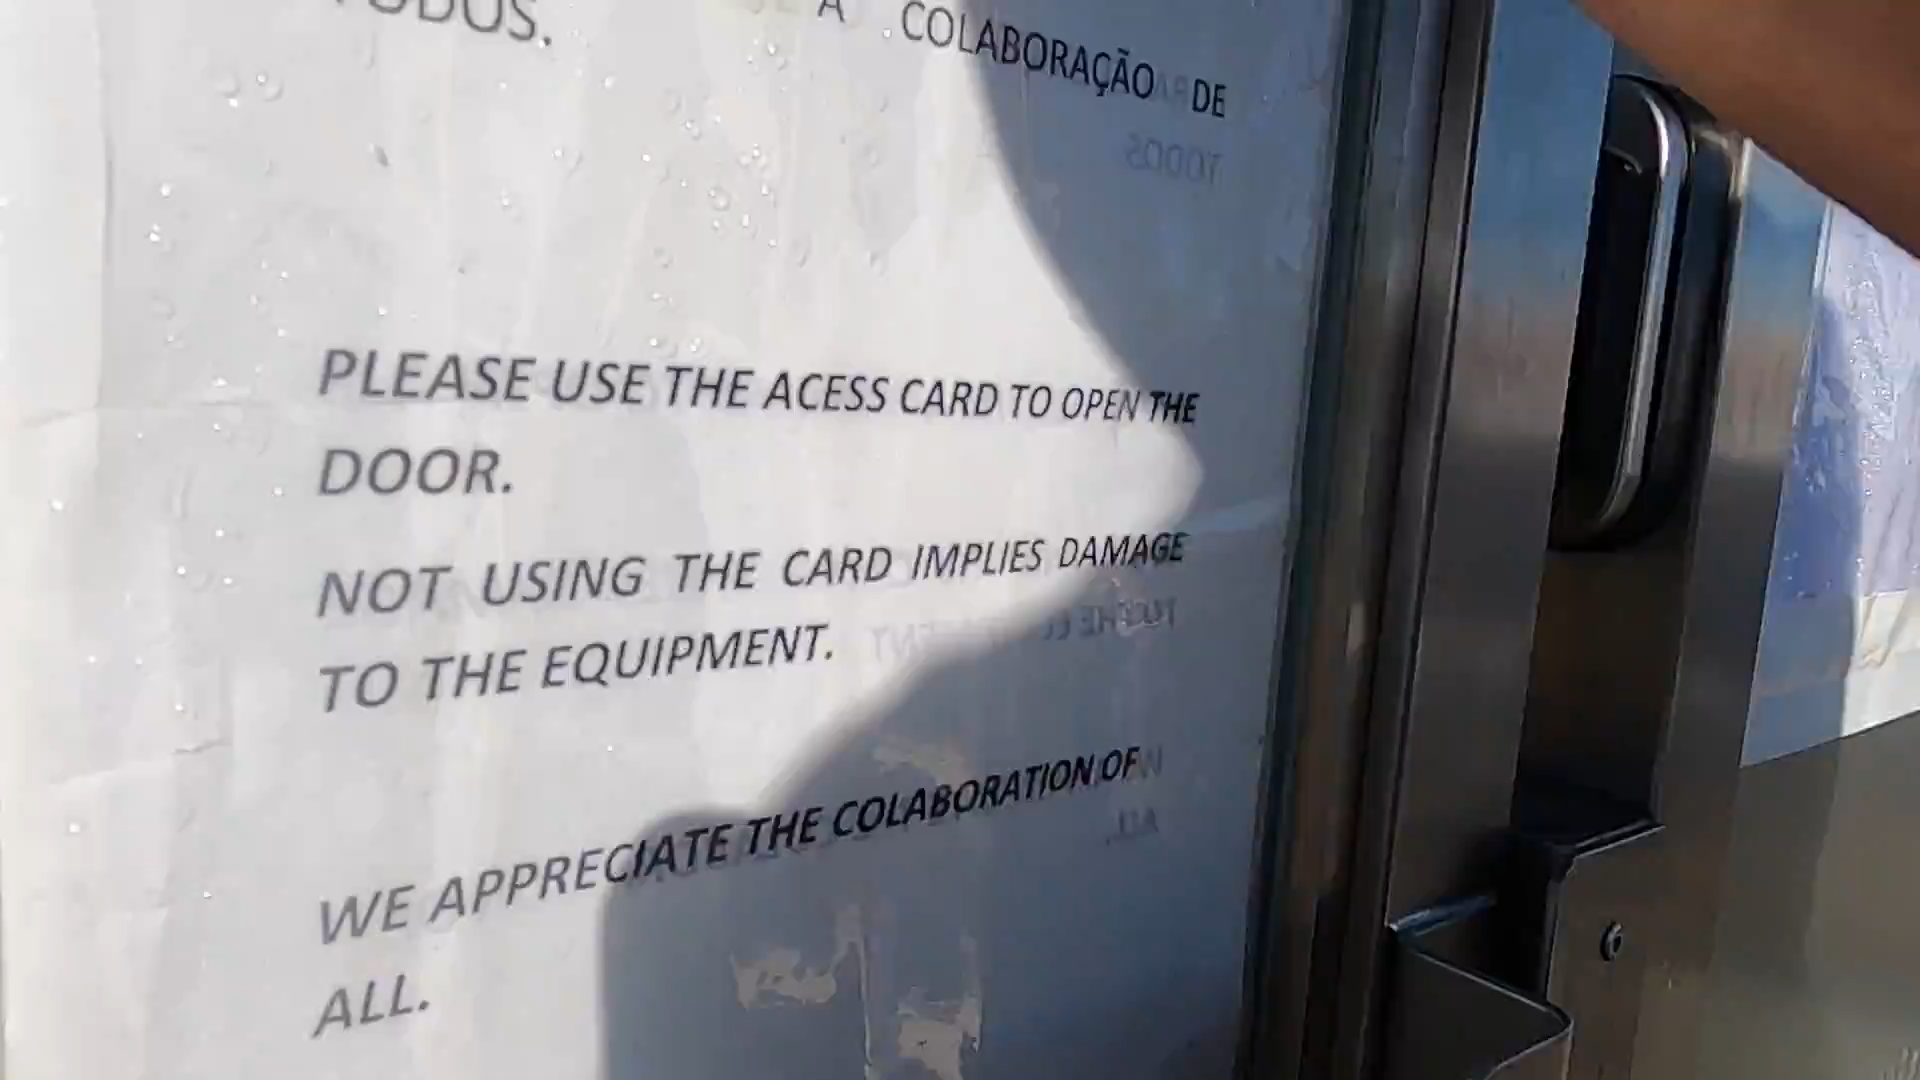 A COLABORAÇÃO DE
TODOS.
PLEASE USE THE ACESS CARD TO OPEN THE
DOOR.
NOT USING THE CARD IMPLIES DAMAGE
TO THE EQUIPMENT.
WE APPRECIATE THE COLABORATION OF
ALL.